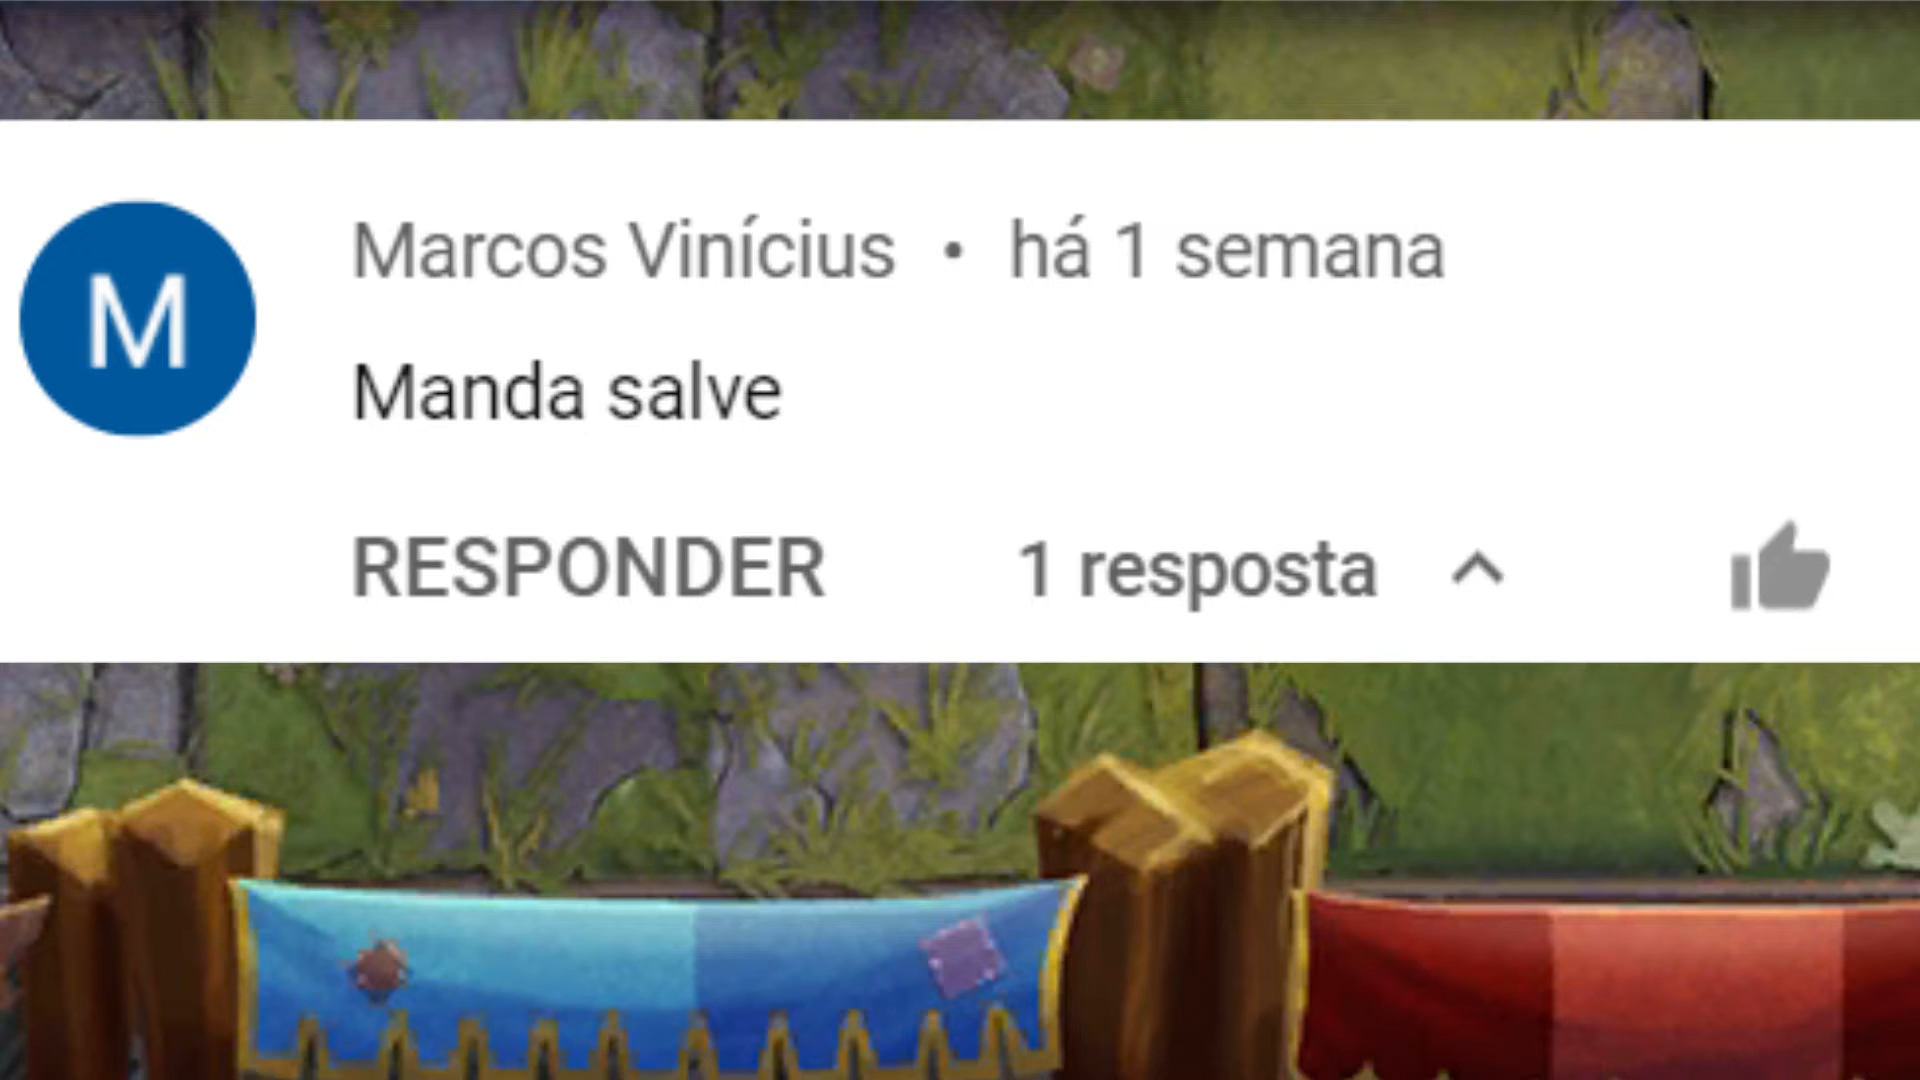 Marcos Vinícius • há 1 semana
M
Manda salve
RESPONDER 1 resposta